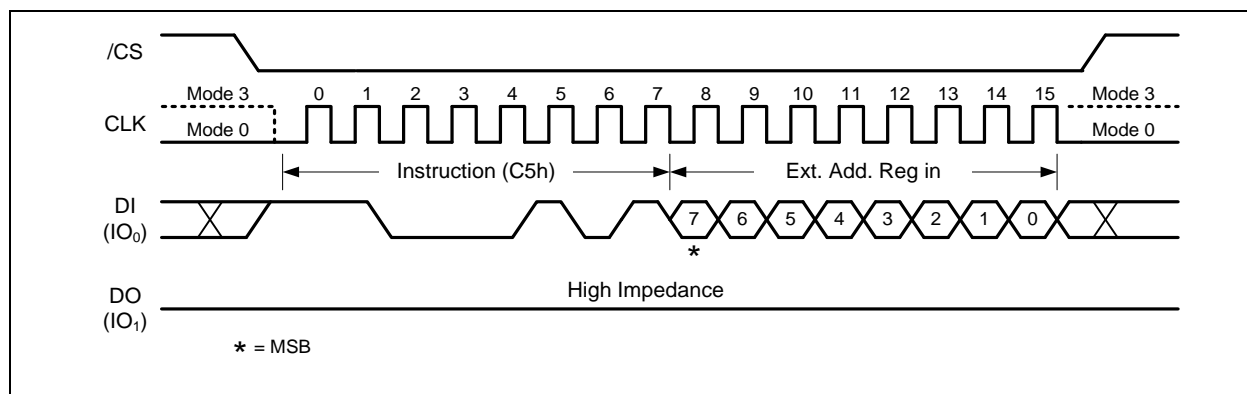 /CS
Mode 3 0 1 2 3 4 5 6 7 8 9 10 11 12 13 14 15 Mode 3
CLK
Mode 0 Mode 0
Instruction (C5h) Ext. Add. Reg in
DI
(IO₀)
7 6 5 4 3 2 1 0
*
High Impedance
DO
(IO₁)
* = MSB